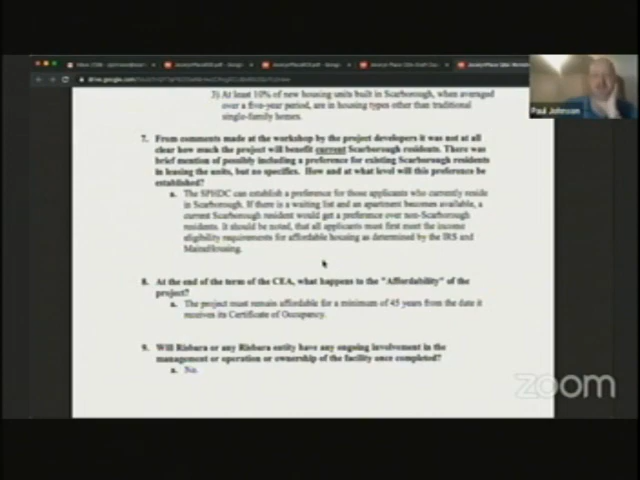 3) At least 10% of new housing units built in Scarborough, when averaged
over a five-year period, are in housing types other than traditional
single-family homes.
Paul Johnson
7. From comments made at the workshop by the project developers it was not at all
clear how much the project will benefit current Scarborough residents. There was
brief mention of possibly including a preference for existing Scarborough residents
in leasing the units, but no specifics. How and at what level will this preference be
established?
a. The SPHDC can establish a preference for those applicants who currently reside
in Scarborough. If there is a waiting list and an apartment becomes available, a
current Scarborough resident would get a preference over non-Scarborough
residents. It should be noted, that all applicants must first meet the income
eligibility requirements for affordable housing as determined by the IRS and
MaineHousing.
8. At the end of the term of the CEA, what happens to the "Affordability" of the
project?
a. The project must remain affordable for a minimum of 45 years from the date it
receives its Certificate of Occupancy.
9. Will Risbara or any Risbara entity have any ongoing involvement in the
management or operation or ownership of the facility once completed?
a. No.
zoom